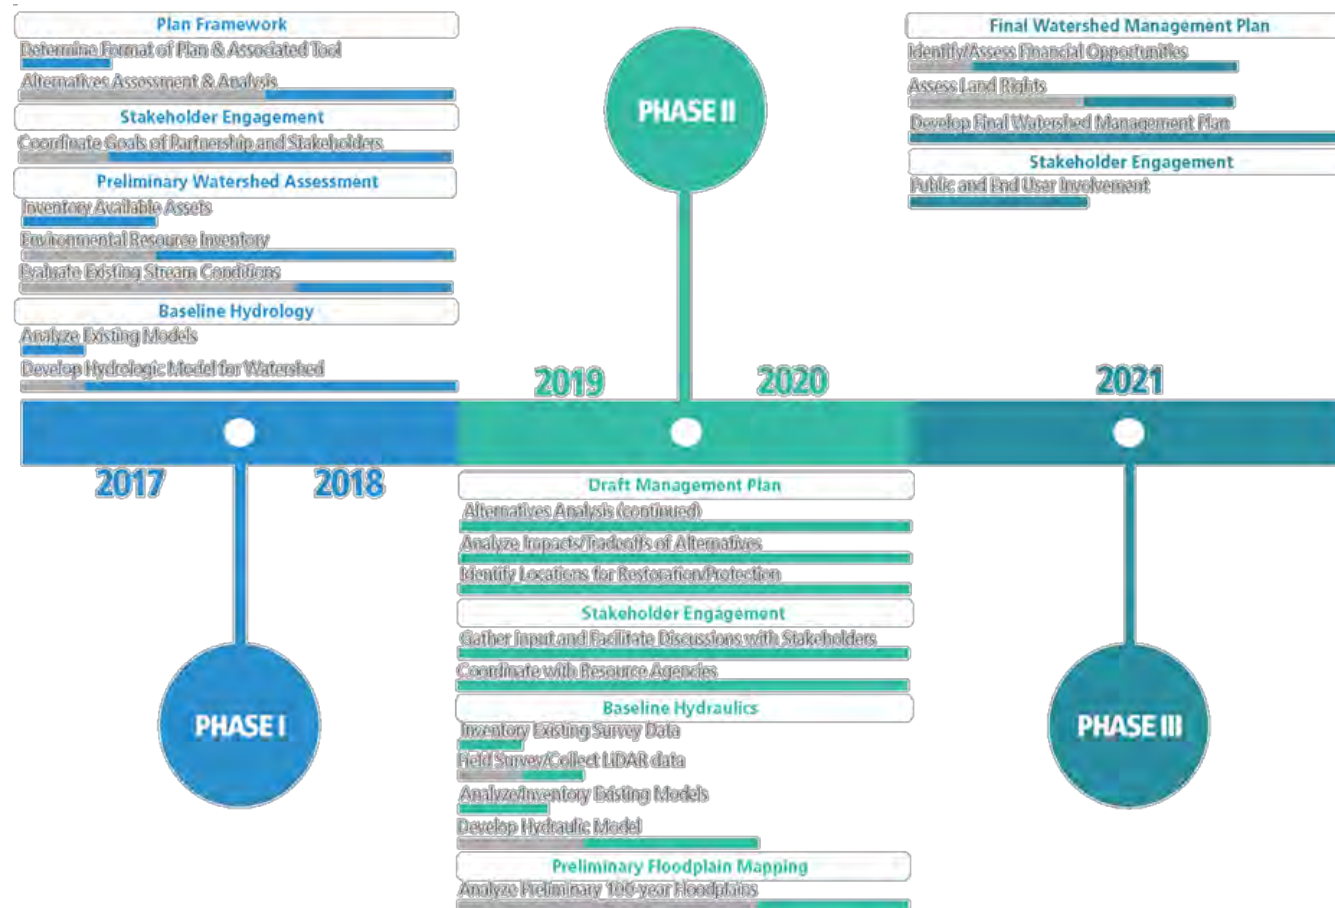 Plan Framework
Determine Format of Plan & Associated Tool
Alternatives Assessment & Analysis
Stakeholder Engagement
Coordinate Goals of Partnership and Stakeholders
Preliminary Watershed Assessment
Inventory Available Assets
Environmental Resource Inventory
Evaluate Existing Stream Conditions
Baseline Hydrology
Analyze Existing Models
Develop Hydrologic Model for Watershed
PHASE II
Final Watershed Management Plan
Identify/Assess Financial Opportunities
Assess Land Rights
Develop Final Watershed Management Plan
Stakeholder Engagement
Public and End User Involvement
2019
2020
2021
2017
2018
PHASE I
Draft Management Plan
Alternatives Analysis (continued)
Analyze Impacts/Tradeoffs of Alternatives
Identify Locations for Restoration/Protection
Stakeholder Engagement
Gather Input and Facilitate Discussions with Stakeholders
Coordinate with Resource Agencies
Baseline Hydraulics
Inventory Existing Survey Data
Field Survey/Collect LiDAR data
Analyze/Inventory Existing Models
Develop Hydraulic Model
Preliminary Floodplain Mapping
Analyze Preliminary 100-year Floodplains
PHASE III